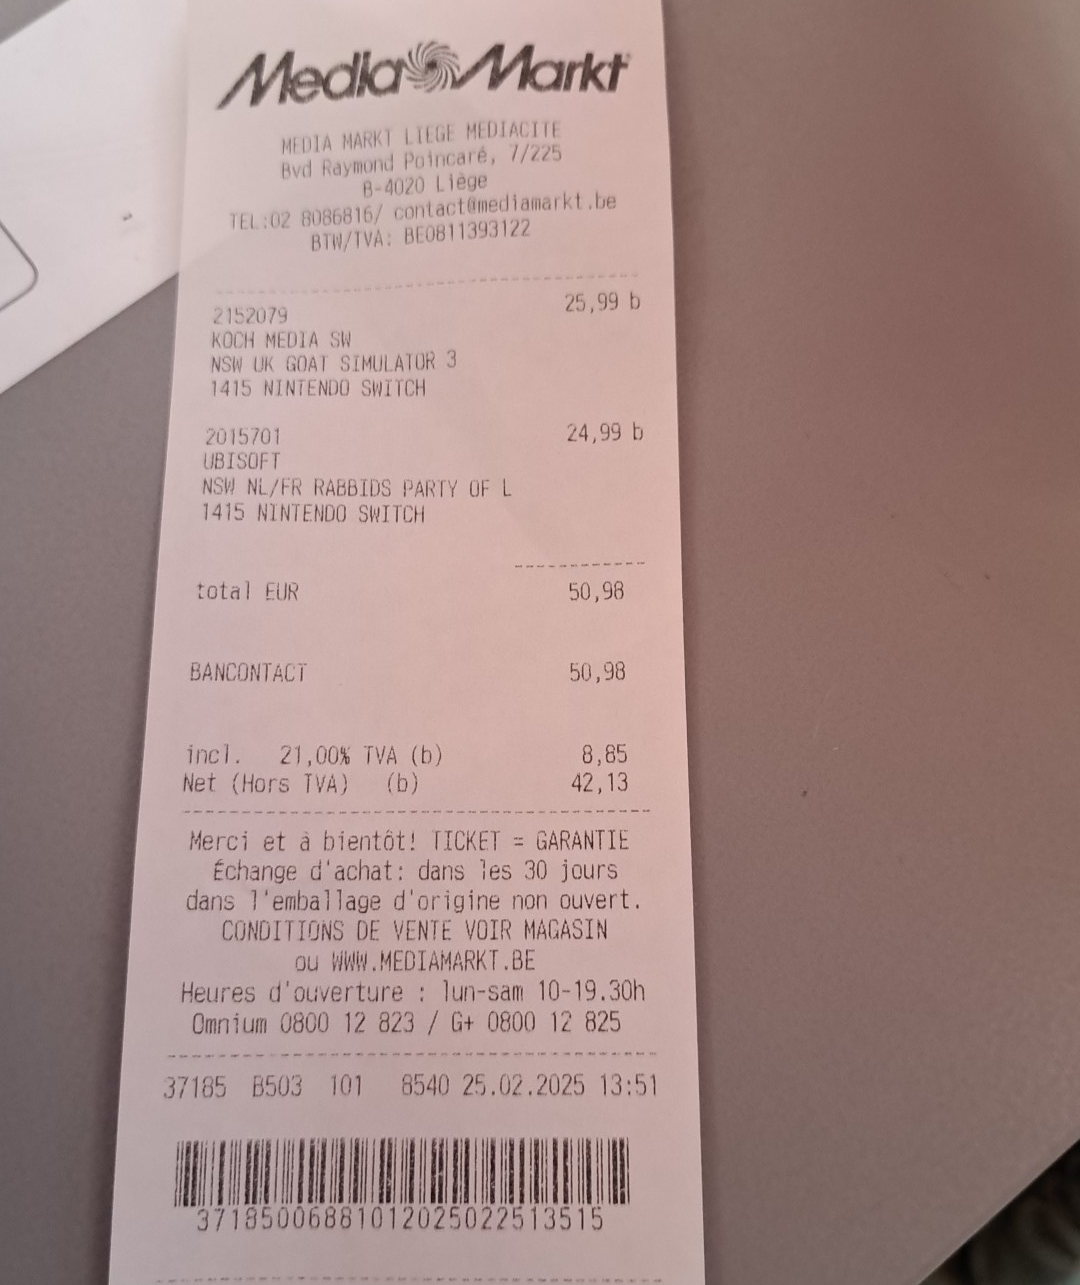 Media Markt
MEDIA MARKT LIEGE MEDIACITE
Bvd Raymond Poincaré, 7/225
B-4020 Liège
TEL:02 8086816/ contact@mediamarkt.be
BTW/TVA: BE0811393122
2152079 25,99 b
KOCH MEDIA SW
NSW UK GOAT SIMULATOR 3
1415 NINTENDO SWITCH
2015701 24,99 b
UBISOFT
NSW NL/FR RABBIDS PARTY OF L
1415 NINTENDO SWITCH
total EUR 50,98
BANCONTACT 50,98
incl. 21,00% TVA (b) 8,85
Net (Hors TVA) (b) 42,13
Merci et à bientôt! TICKET = GARANTIE
Échange d'achat: dans les 30 jours
dans l'emballage d'origine non ouvert.
CONDITIONS DE VENTE VOIR MAGASIN
ou WWW.MEDIAMARKT.BE
Heures d'ouverture : lun-sam 10-19.30h
Omnium 0800 12 823 / G+ 0800 12 825
37185 B503 101 8540 25.02.2025 13:51
3718500688101202502251351​5